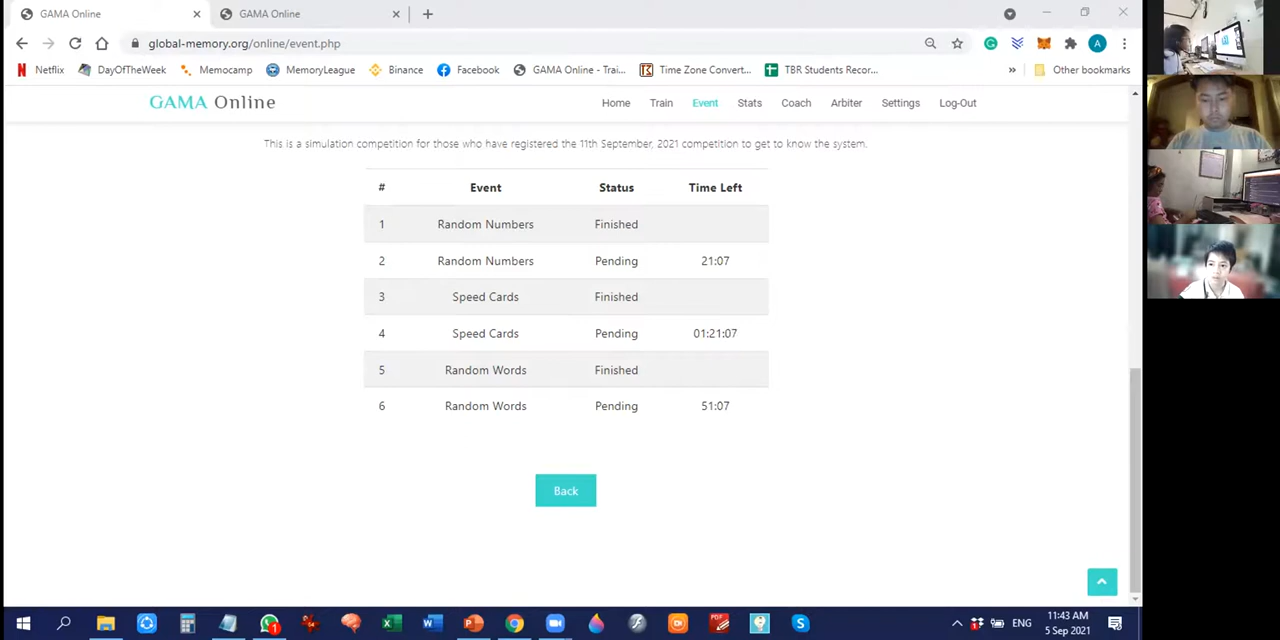 GAMA Online
GAMA Online
global-memory.org/online/event.php
Netflix DayOfTheWeek Memocamp MemoryLeague Binance Facebook GAMA Online - Trai... Time Zone Convert... TBR Students Recor... » Other bookmarks
GAMA Online Home Train Event Stats Coach Arbiter Settings Log-Out
This is a simulation competition for those who have registered the 11th September, 2021 competition to get to know the system.
# Event Status Time Left
1 Random Numbers Finished
2 Random Numbers Pending 21:07
3 Speed Cards Finished
4 Speed Cards Pending 01:21:07
5 Random Words Finished
6 Random Words Pending 51:07
Back
11:43 AM
ENG
5 Sep 2021